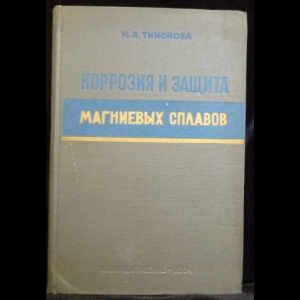 М. А. ТИМОНОВА
КОРРОЗИЯ И ЗАЩИТА
МАГНИЕВЫХ СПЛАВОВ